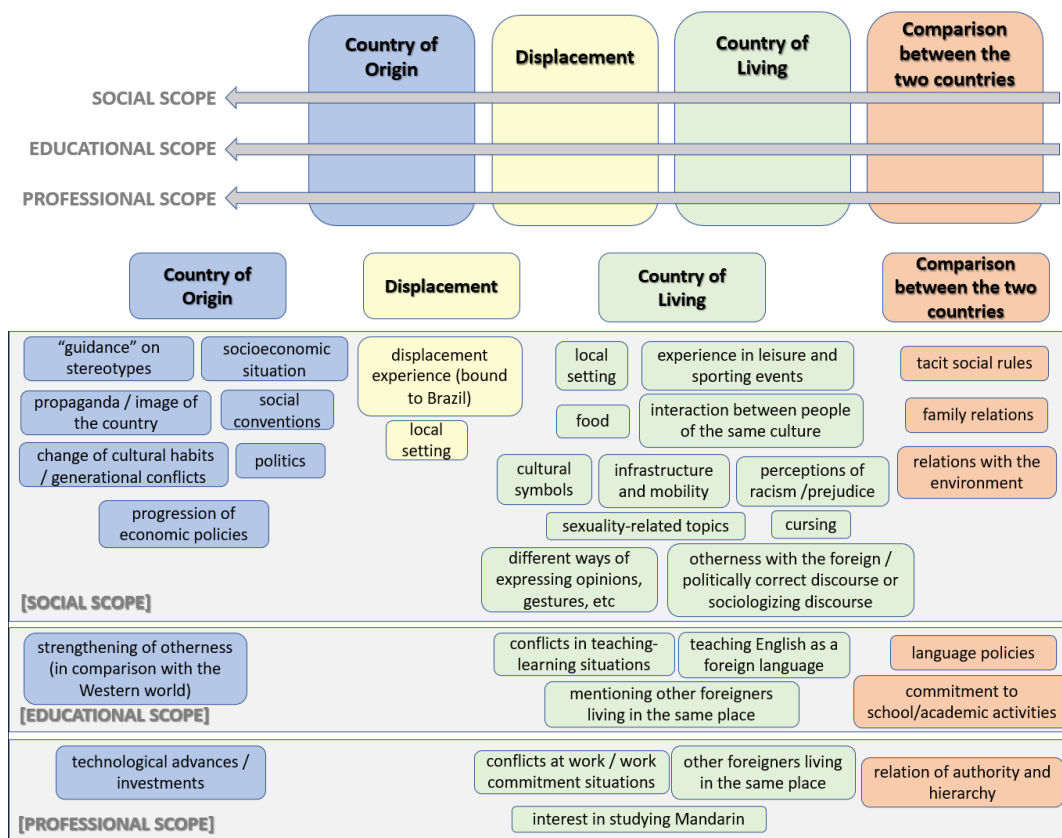 Country of
Origin
Displacement
Country of
Living
Comparison
between the
two countries
SOCIAL SCOPE
EDUCATIONAL SCOPE
PROFESSIONAL SCOPE
Country of
Origin
Displacement
Country of
Living
Comparison
between the two
countries
“guidance” on
stereotypes
socioeconomic
situation
propaganda / image of
the country
social
conventions
change of cultural habits
/ generational conflicts
politics
progression of
economic policies
displacement
experience (bound
to Brazil)
local
setting
local
setting
experience in leisure and
sporting events
food
interaction between people
of the same culture
cultural
symbols
infrastructure
and mobility
perceptions of
racism /prejudice
sexuality-related topics
cursing
different ways of
expressing opinions,
gestures, etc
otherness with the foreign /
politically correct discourse or
sociologizing discourse
tacit social rules
family relations
relations with the
environment
[SOCIAL SCOPE]
strengthening of otherness
(in comparison with the
Western world)
conflicts in teaching-
learning situations
teaching English as a
foreign language
mentioning other foreigners
living in the same place
language policies
commitment to
school/academic activities
[EDUCATIONAL SCOPE]
technological advances /
investments
conflicts at work / work
commitment situations
other foreigners living
in the same place
interest in studying Mandarin
relation of authority and
hierarchy
[PROFESSIONAL SCOPE]